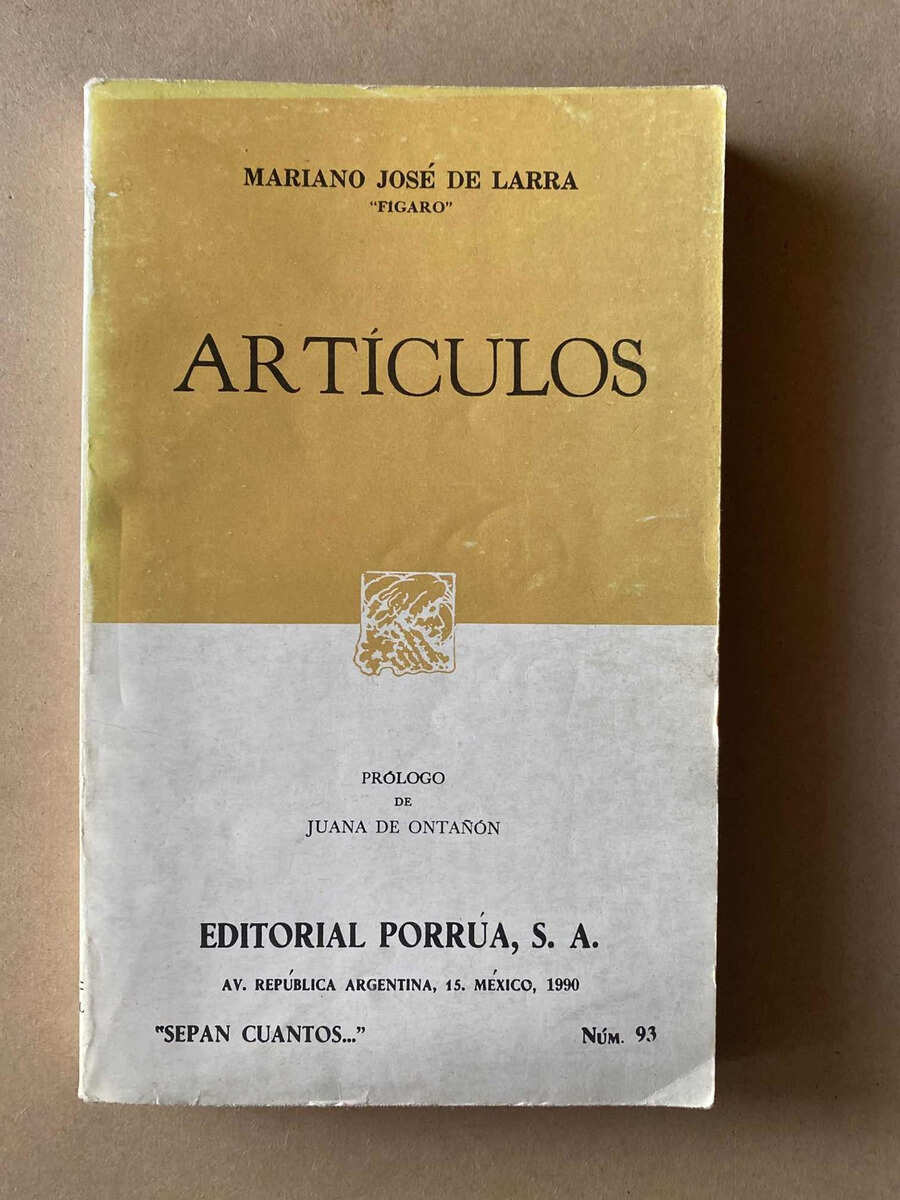 MARIANO JOSÉ DE LARRA
"FIGARO"
ARTÍCULOS
PRÓLOGO
DE
JUANA DE ONTAÑÓN
EDITORIAL PORRÚA, S. A.
AV. REPÚBLICA ARGENTINA, 15. MÉXICO, 1990
"SEPAN CUANTOS..." NÚM. 93